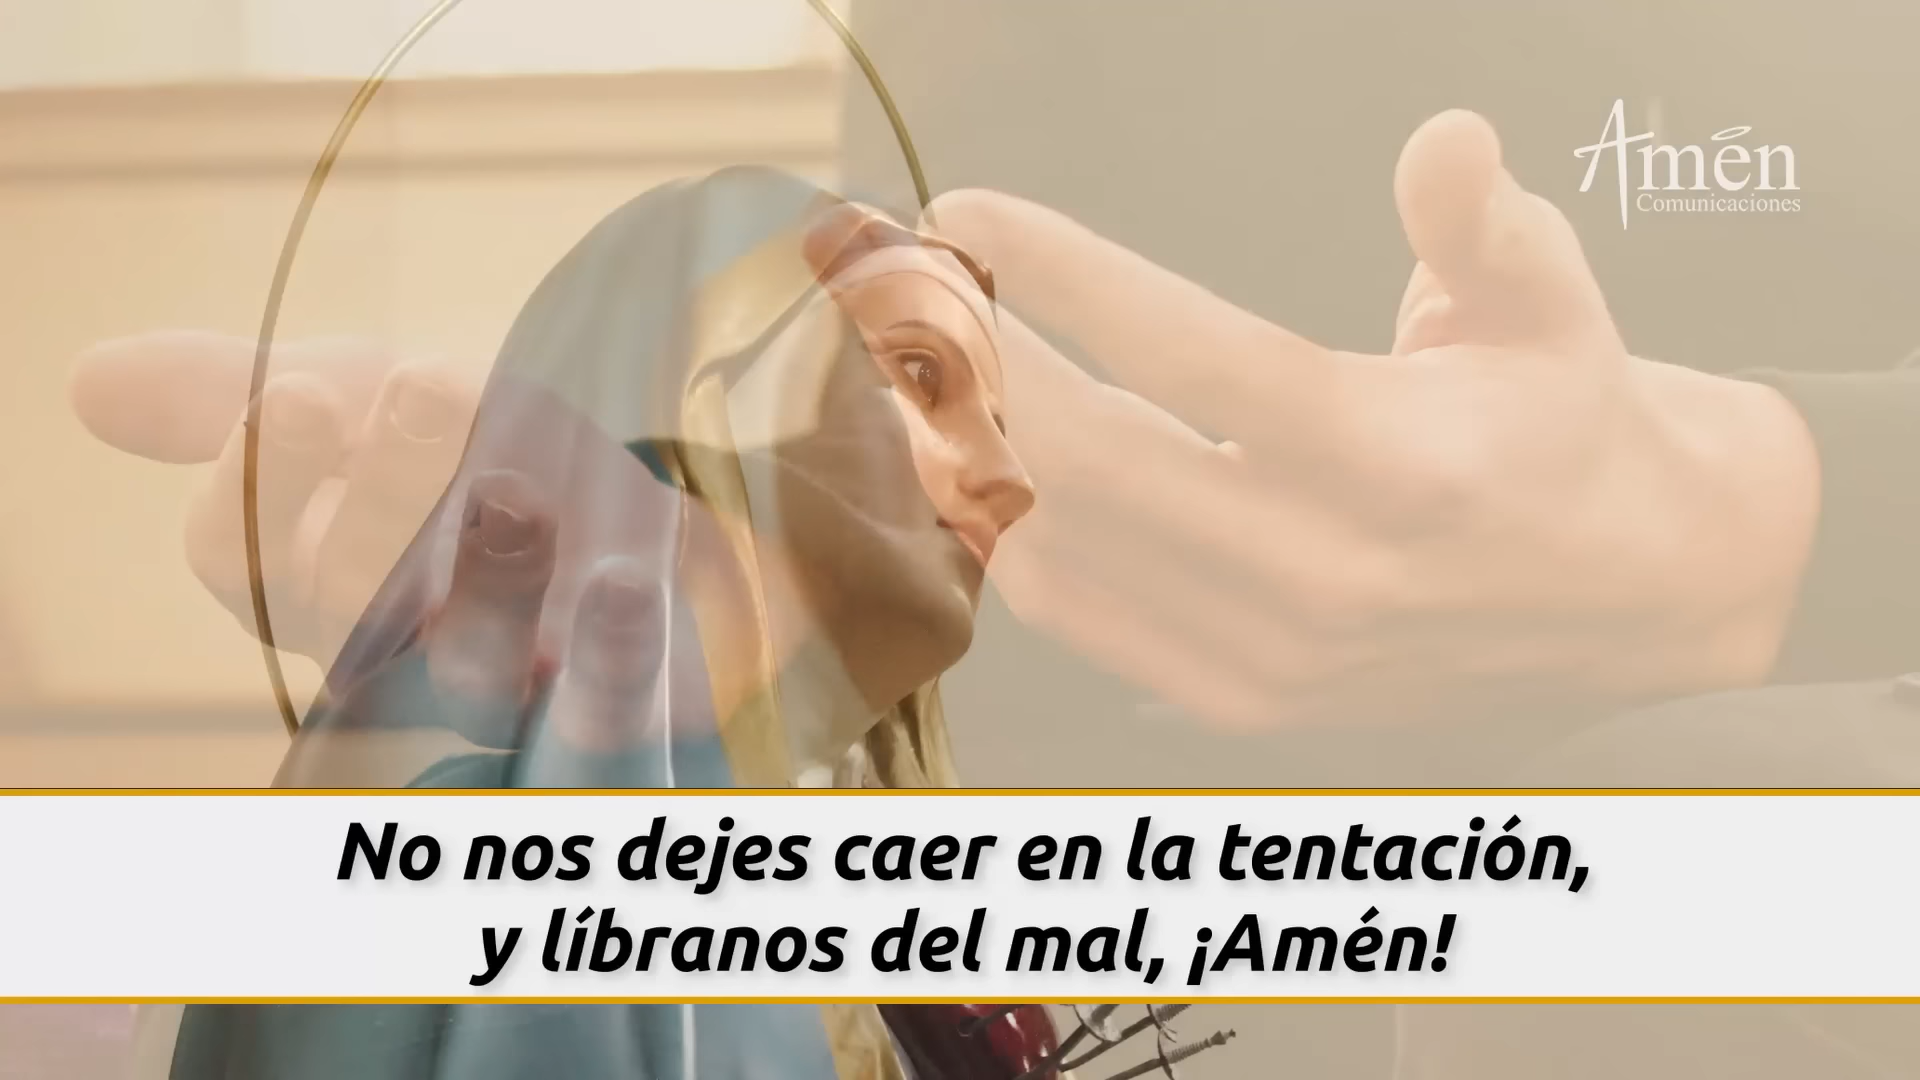 Amén
Comunicaciones
No nos dejes caer en la tentación,
y líbranos del mal, ¡Amén!